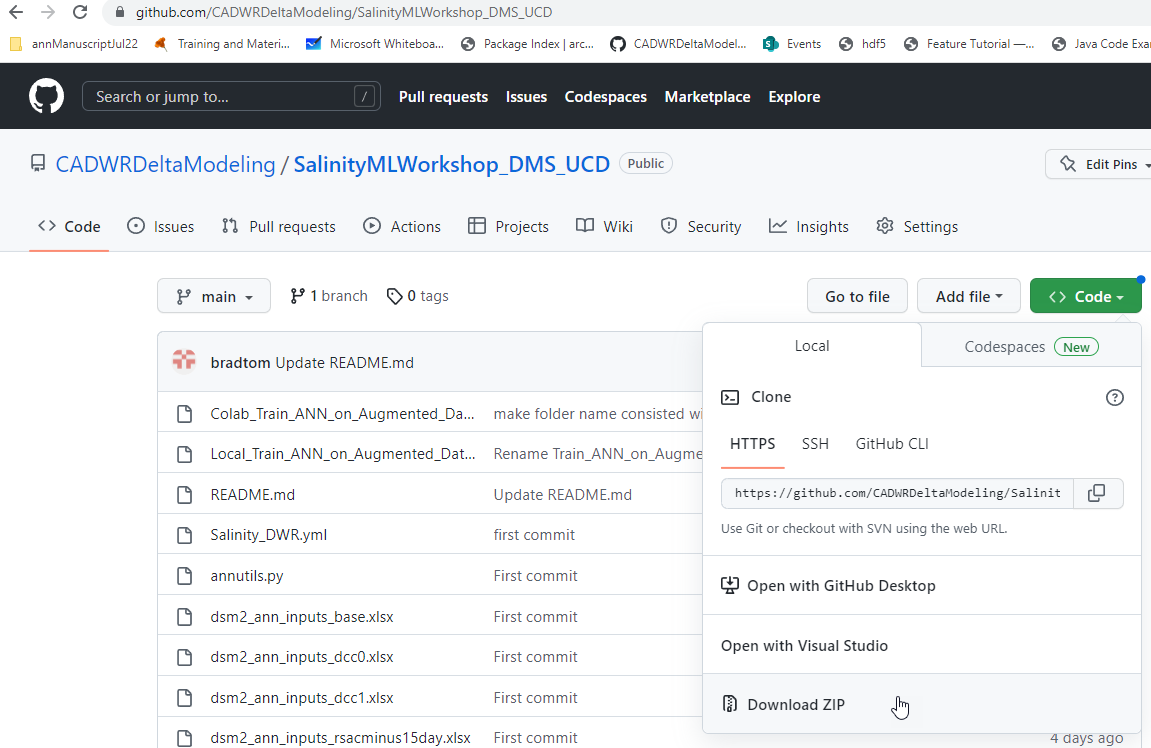 github.com/CADWRDeltaModeling/SalinityMLWorkshop_DMS_UCD
annManuscriptJul22 Training and Materi... Microsoft Whiteboa... Package Index | arc... CADWRDeltaModel... Events hdf5 Feature Tutorial —... Java Code Exa
Search or jump to... / Pull requests Issues Codespaces Marketplace Explore
CADWRDeltaModeling / SalinityMLWorkshop_DMS_UCD Public Edit Pins
<> Code Issues Pull requests Actions Projects Wiki Security Insights Settings
main 1 branch 0 tags Go to file Add file <> Code
bradtom Update README.md
Colab_Train_ANN_on_Augmented_Da... make folder name consisted wi
Local_Train_ANN_on_Augmented_Dat... Rename Train_ANN_on_Augme
README.md Update README.md
Salinity_DWR.yml first commit
annutils.py First commit
dsm2_ann_inputs_base.xlsx First commit
dsm2_ann_inputs_dcc0.xlsx First commit
dsm2_ann_inputs_dcc1.xlsx First commit
dsm2_ann_inputs_rsacminus15day.xlsx First commit 4 days ago
Local Codespaces New
Clone
HTTPS SSH GitHub CLI
https://github.com/CADWRDeltaModeling/Salinit
Use Git or checkout with SVN using the web URL.
Open with GitHub Desktop
Open with Visual Studio
Download ZIP